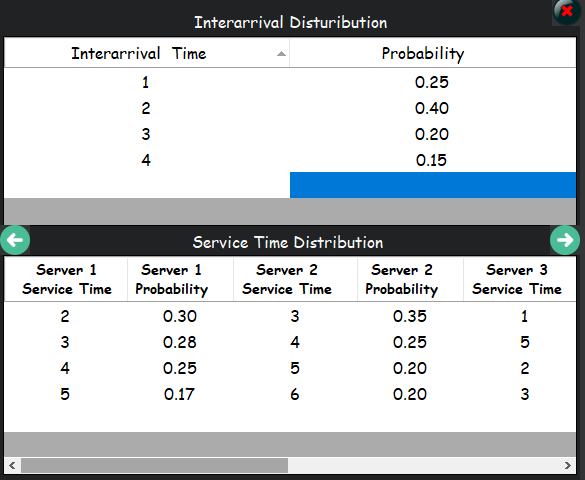 Interarrival Disturibution
Interarrival Time Probability
1 0.25
2 0.40
3 0.20
4 0.15
Service Time Distribution
Server 1 Server 1 Server 2 Server 2 Server 3
Service Time Probability Service Time Probability Service Time
2 0.30 3 0.35 1
3 0.28 4 0.25 5
4 0.25 5 0.20 2
5 0.17 6 0.20 3